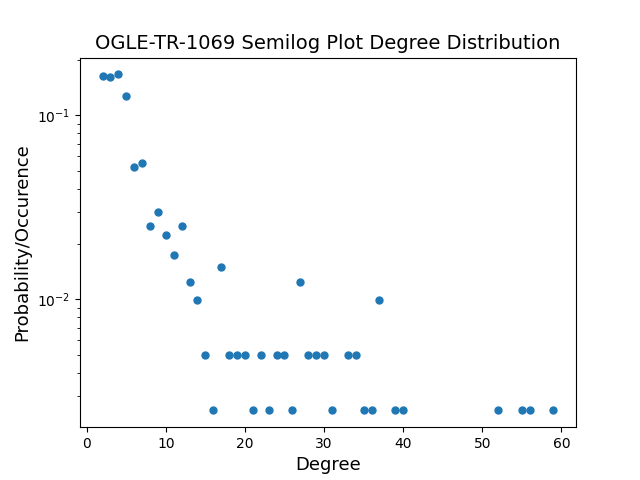 OGLE-TR-1069 Semilog Plot Degree Distribution
Probability/Occurence
10⁻¹
10⁻²
0 10 20 30 40 50 60
Degree